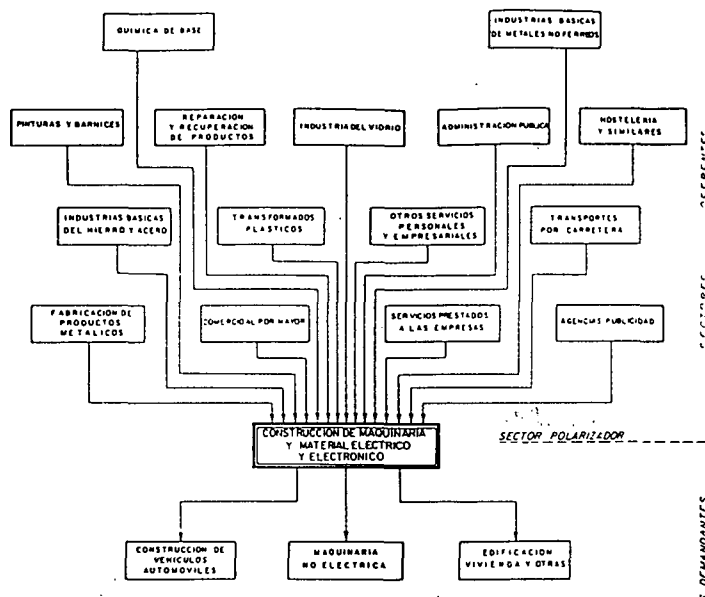 QUIMICA DE BASE
INDUSTRIAS BASICAS
DE METALES NO FERREOS
PINTURAS Y BARNICES
REPARACION
Y RECUPERACION
DE PRODUCTOS
INDUSTRIA DEL VIDRIO
ADMINISTRACION PUBLICA
HOSTELERIA
Y SIMILARES
OFERENTES
INDUSTRIAS BASICAS
DEL HIERRO Y ACERO
TRANSFORMADOS
PLASTICOS
OTROS SERVICIOS
PERSONALES
Y EMPRESARIALES
TRANSPORTES
POR CARRETERA
SECTORES
FABRICACION DE
PRODUCTOS
METALICOS
COMERCIO AL POR MAYOR
SERVICIOS PRESTADOS
A LAS EMPRESAS
AGENCIAS PUBLICIDAD
CONSTRUCCION DE MAQUINARIA
Y MATERIAL ELECTRICO
Y ELECTRONICO
SECTOR POLARIZADOR
CONSTRUCCION DE
VEHICULOS
AUTOMOVILES
MAQUINARIA
NO ELECTRICA
EDIFICACION
VIVIENDA Y OTRAS
DEMANDANTES